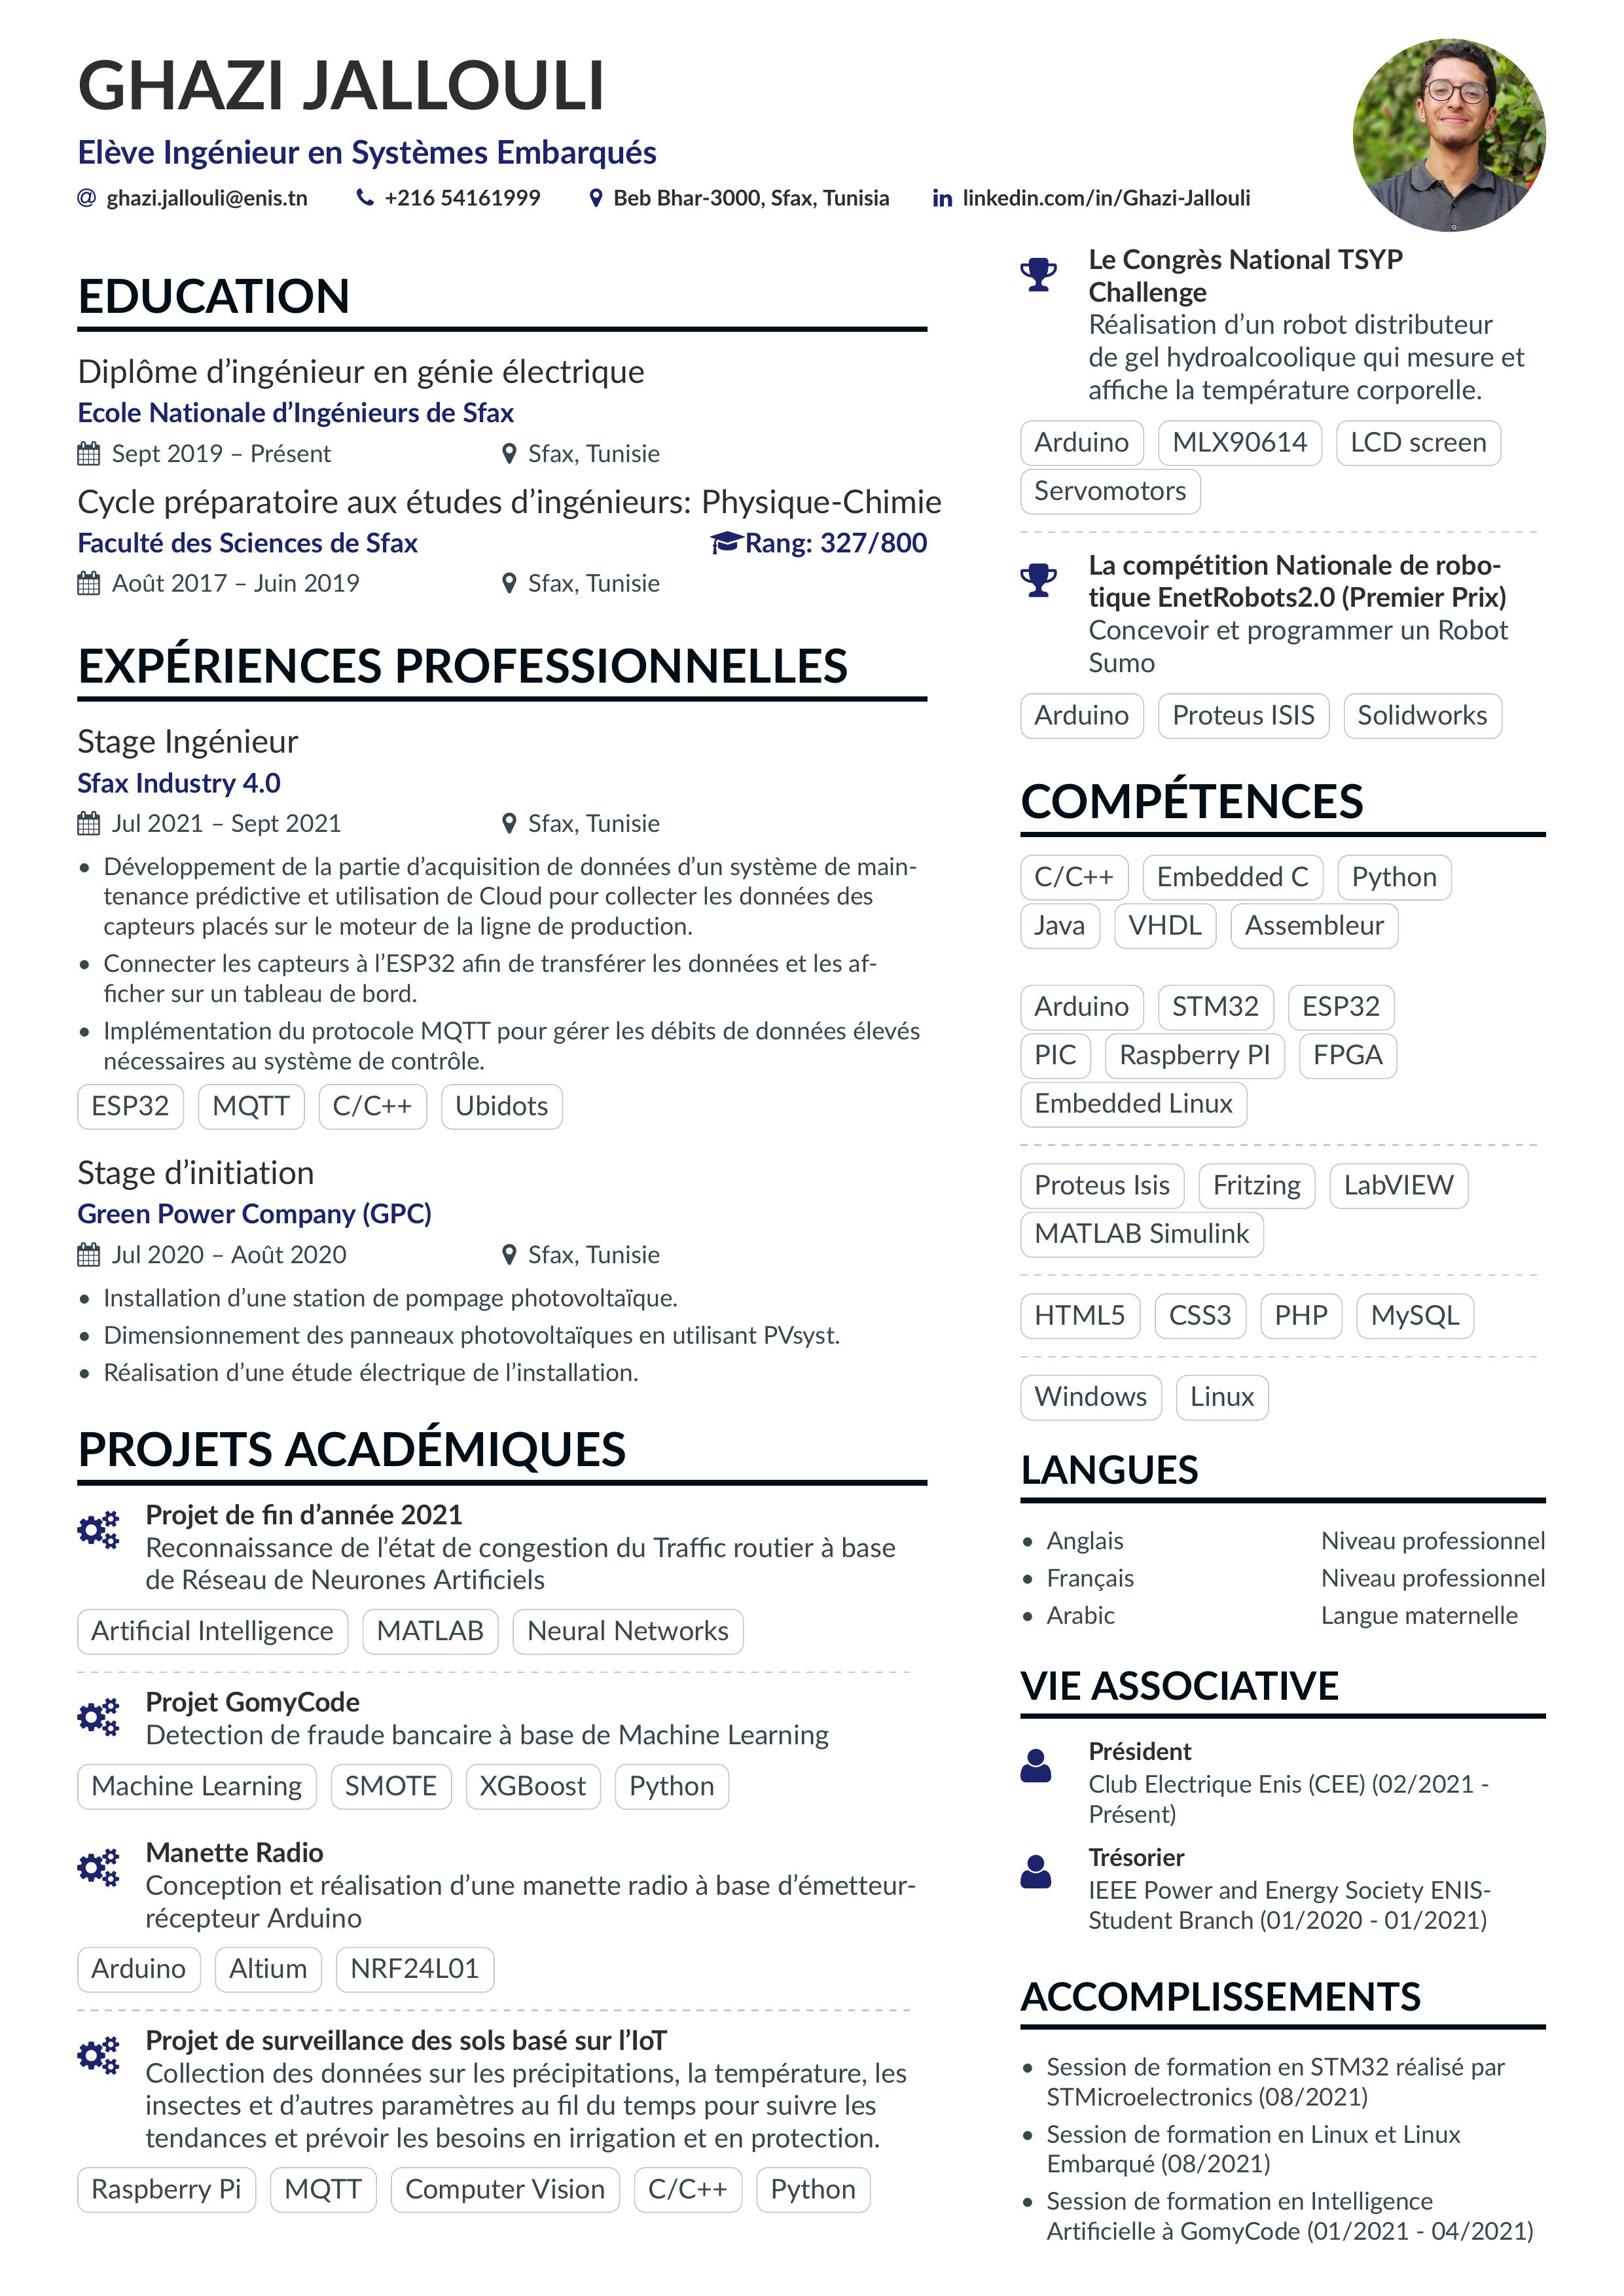 GHAZI JALLOULI
Elève Ingénieur en Systèmes Embarqués
@ ghazi.jallouli@enis.tn +216 54161999 Beb Bhar-3000, Sfax, Tunisia in linkedin.com/in/Ghazi-Jallouli
EDUCATION
Diplôme d’ingénieur en génie électrique
Ecole Nationale d’Ingénieurs de Sfax
Sept 2019 – Présent Sfax, Tunisie
Cycle préparatoire aux études d’ingénieurs: Physique-Chimie
Faculté des Sciences de Sfax Rang: 327/800
Août 2017 – Juin 2019 Sfax, Tunisie
EXPÉRIENCES PROFESSIONNELLES
Stage Ingénieur
Sfax Industry 4.0
Jul 2021 – Sept 2021 Sfax, Tunisie
• Développement de la partie d’acquisition de données d’un système de main-
tenance prédictive et utilisation de Cloud pour collecter les données des
capteurs placés sur le moteur de la ligne de production.
• Connecter les capteurs à l’ESP32 afin de transférer les données et les af-
ficher sur un tableau de bord.
• Implémentation du protocole MQTT pour gérer les débits de données élevés
nécessaires au système de contrôle.
ESP32 MQTT C/C++ Ubidots
Stage d’initiation
Green Power Company (GPC)
Jul 2020 – Août 2020 Sfax, Tunisie
• Installation d’une station de pompage photovoltaïque.
• Dimensionnement des panneaux photovoltaïques en utilisant PVsyst.
• Réalisation d’une étude électrique de l’installation.
PROJETS ACADÉMIQUES
Projet de fin d’année 2021
Reconnaissance de l’état de congestion du Traffic routier à base
de Réseau de Neurones Artificiels
Artificial Intelligence MATLAB Neural Networks
Projet GomyCode
Detection de fraude bancaire à base de Machine Learning
Machine Learning SMOTE XGBoost Python
Manette Radio
Conception et réalisation d’une manette radio à base d’émetteur-
récepteur Arduino
Arduino Altium NRF24L01
Projet de surveillance des sols basé sur l’IoT
Collection des données sur les précipitations, la température, les
insectes et d’autres paramètres au fil du temps pour suivre les
tendances et prévoir les besoins en irrigation et en protection.
Raspberry Pi MQTT Computer Vision C/C++ Python
Le Congrès National TSYP
Challenge
Réalisation d’un robot distributeur
de gel hydroalcoolique qui mesure et
affiche la température corporelle.
Arduino MLX90614 LCD screen
Servomotors
La compétition Nationale de robo-
tique EnetRobots2.0 (Premier Prix)
Concevoir et programmer un Robot
Sumo
Arduino Proteus ISIS Solidworks
COMPÉTENCES
C/C++ Embedded C Python
Java VHDL Assembleur
Arduino STM32 ESP32
PIC Raspberry PI FPGA
Embedded Linux
Proteus Isis Fritzing LabVIEW
MATLAB Simulink
HTML5 CSS3 PHP MySQL
Windows Linux
LANGUES
• Anglais Niveau professionnel
• Français Niveau professionnel
• Arabic Langue maternelle
VIE ASSOCIATIVE
Président
Club Electrique Enis (CEE) (02/2021 -
Présent)
Trésorier
IEEE Power and Energy Society ENIS-
Student Branch (01/2020 - 01/2021)
ACCOMPLISSEMENTS
• Session de formation en STM32 réalisé par
STMicroelectronics (08/2021)
• Session de formation en Linux et Linux
Embarqué (08/2021)
• Session de formation en Intelligence
Artificielle à GomyCode (01/2021 - 04/2021)